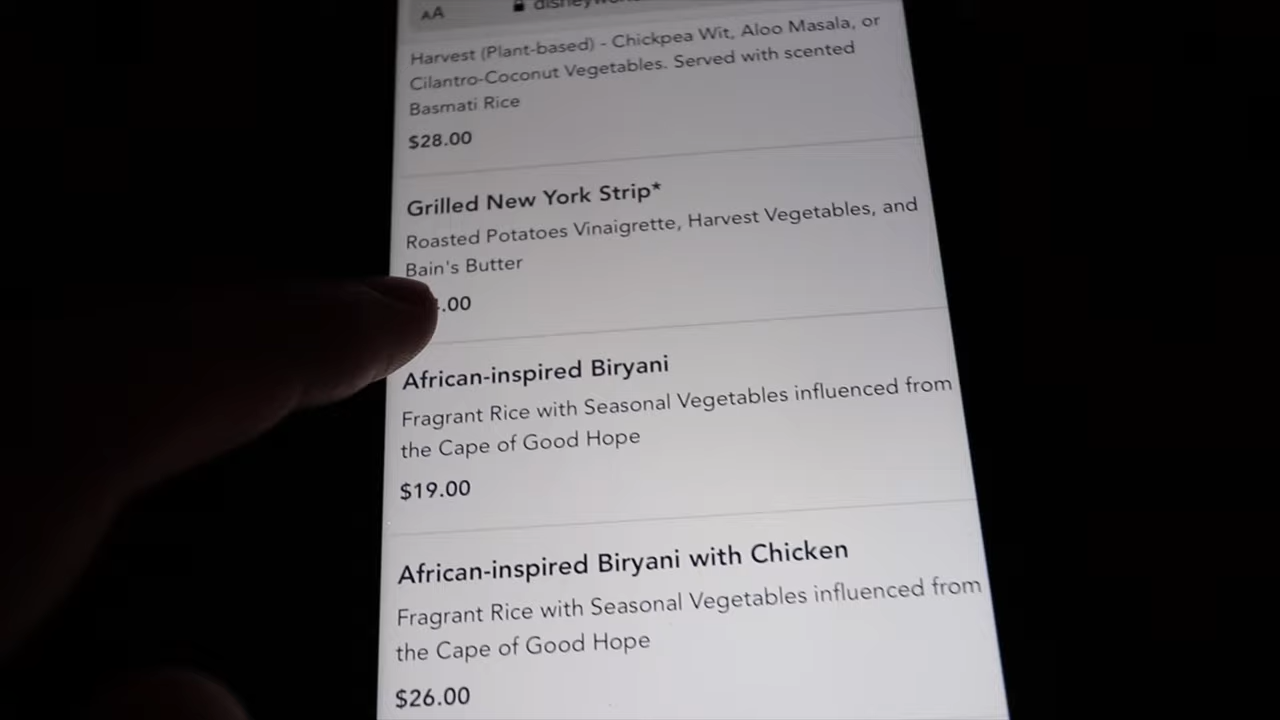 AA
Harvest (Plant-based) - Chickpea Wit, Aloo Masala, or
Cilantro-Coconut Vegetables. Served with scented
Basmati Rice
$28.00
Grilled New York Strip*
Roasted Potatoes Vinaigrette, Harvest Vegetables, and
Bain's Butter
.00
African-inspired Biryani
Fragrant Rice with Seasonal Vegetables influenced from
the Cape of Good Hope
$19.00
African-inspired Biryani with Chicken
Fragrant Rice with Seasonal Vegetables influenced from
the Cape of Good Hope
$26.00